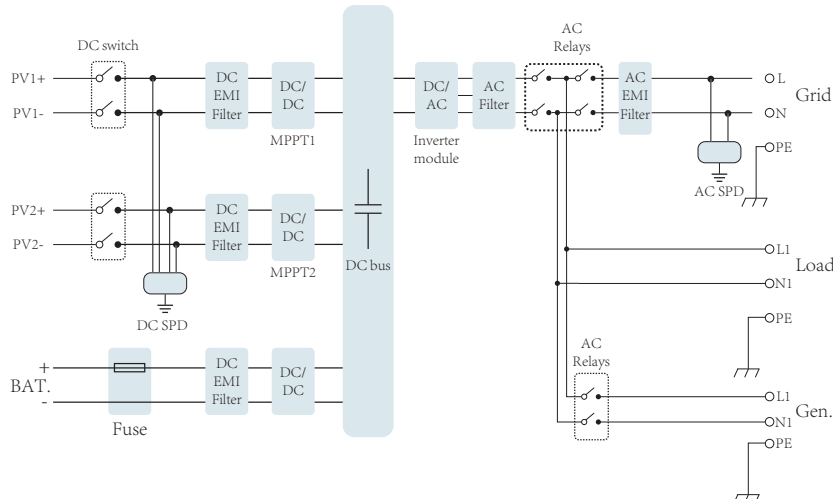 AC
Relays
DC switch
PV1+
PV1-
DC
EMI
Filter
DC/
DC
MPPT1
DC/
AC
Inverter
module
AC
Filter
AC
EMI
Filter
L
N
Grid
PE
AC SPD
PV2+
PV2-
DC
EMI
Filter
DC/
DC
MPPT2
DC bus
DC SPD
L1
N1
Load
PE
+
BAT.
-
Fuse
DC
EMI
Filter
DC/
DC
AC
Relays
L1
N1
Gen.
PE